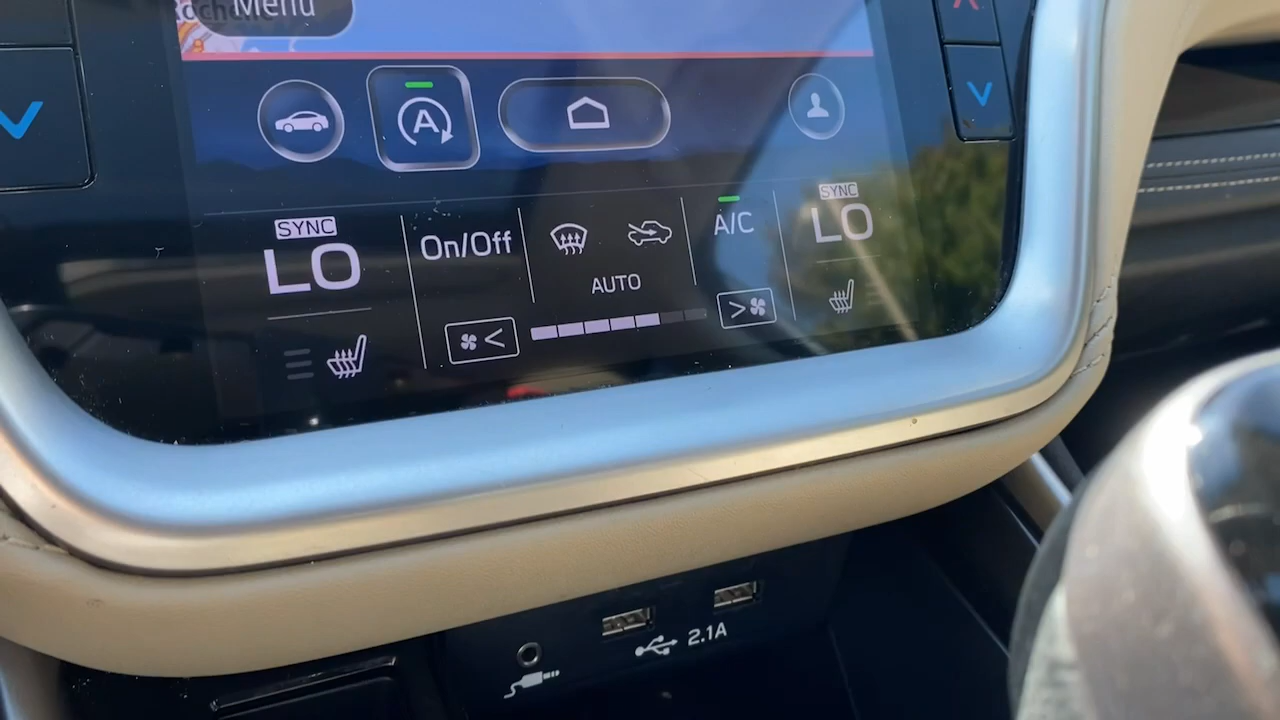 Menu
A
SYNC
LO
On/Off
AUTO
A/C
SYNC
LO
2.1A